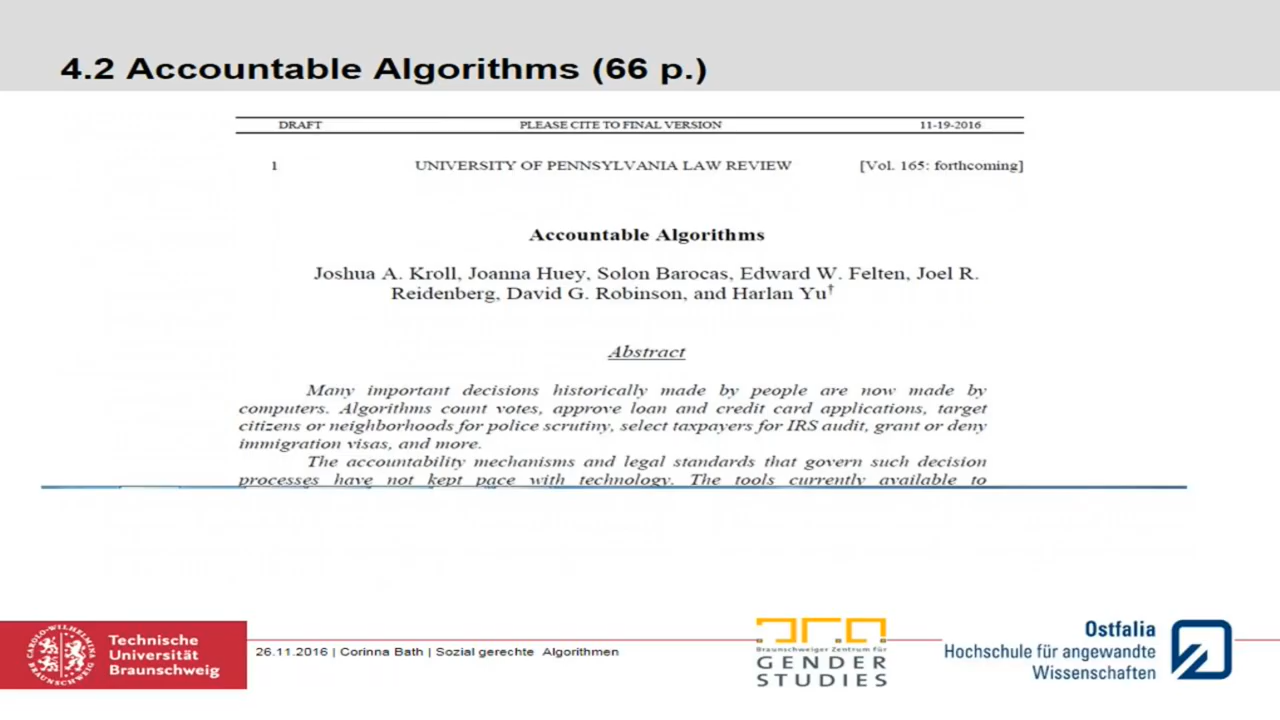 4.2 Accountable Algorithms (66 p.)
DRAFT PLEASE CITE TO FINAL VERSION 11-19-2016
1 UNIVERSITY OF PENNSYLVANIA LAW REVIEW [Vol. 165: forthcoming]
Accountable Algorithms
Joshua A. Kroll, Joanna Huey, Solon Barocas, Edward W. Felten, Joel R.
Reidenberg, David G. Robinson, and Harlan Yu†
Abstract
Many important decisions historically made by people are now made by
computers. Algorithms count votes, approve loan and credit card applications, target
citizens or neighborhoods for police scrutiny, select taxpayers for IRS audit, grant or deny
immigration visas, and more.
The accountability mechanisms and legal standards that govern such decision
processes have not kept pace with technology. The tools currently available to
Technische
Universität
Braunschweig
26.11.2016 | Corinna Bath | Sozial gerechte Algorithmen
Braunschweiger Zentrum für
GENDER
STUDIES
Ostfalia
Hochschule für angewandte
Wissenschaften